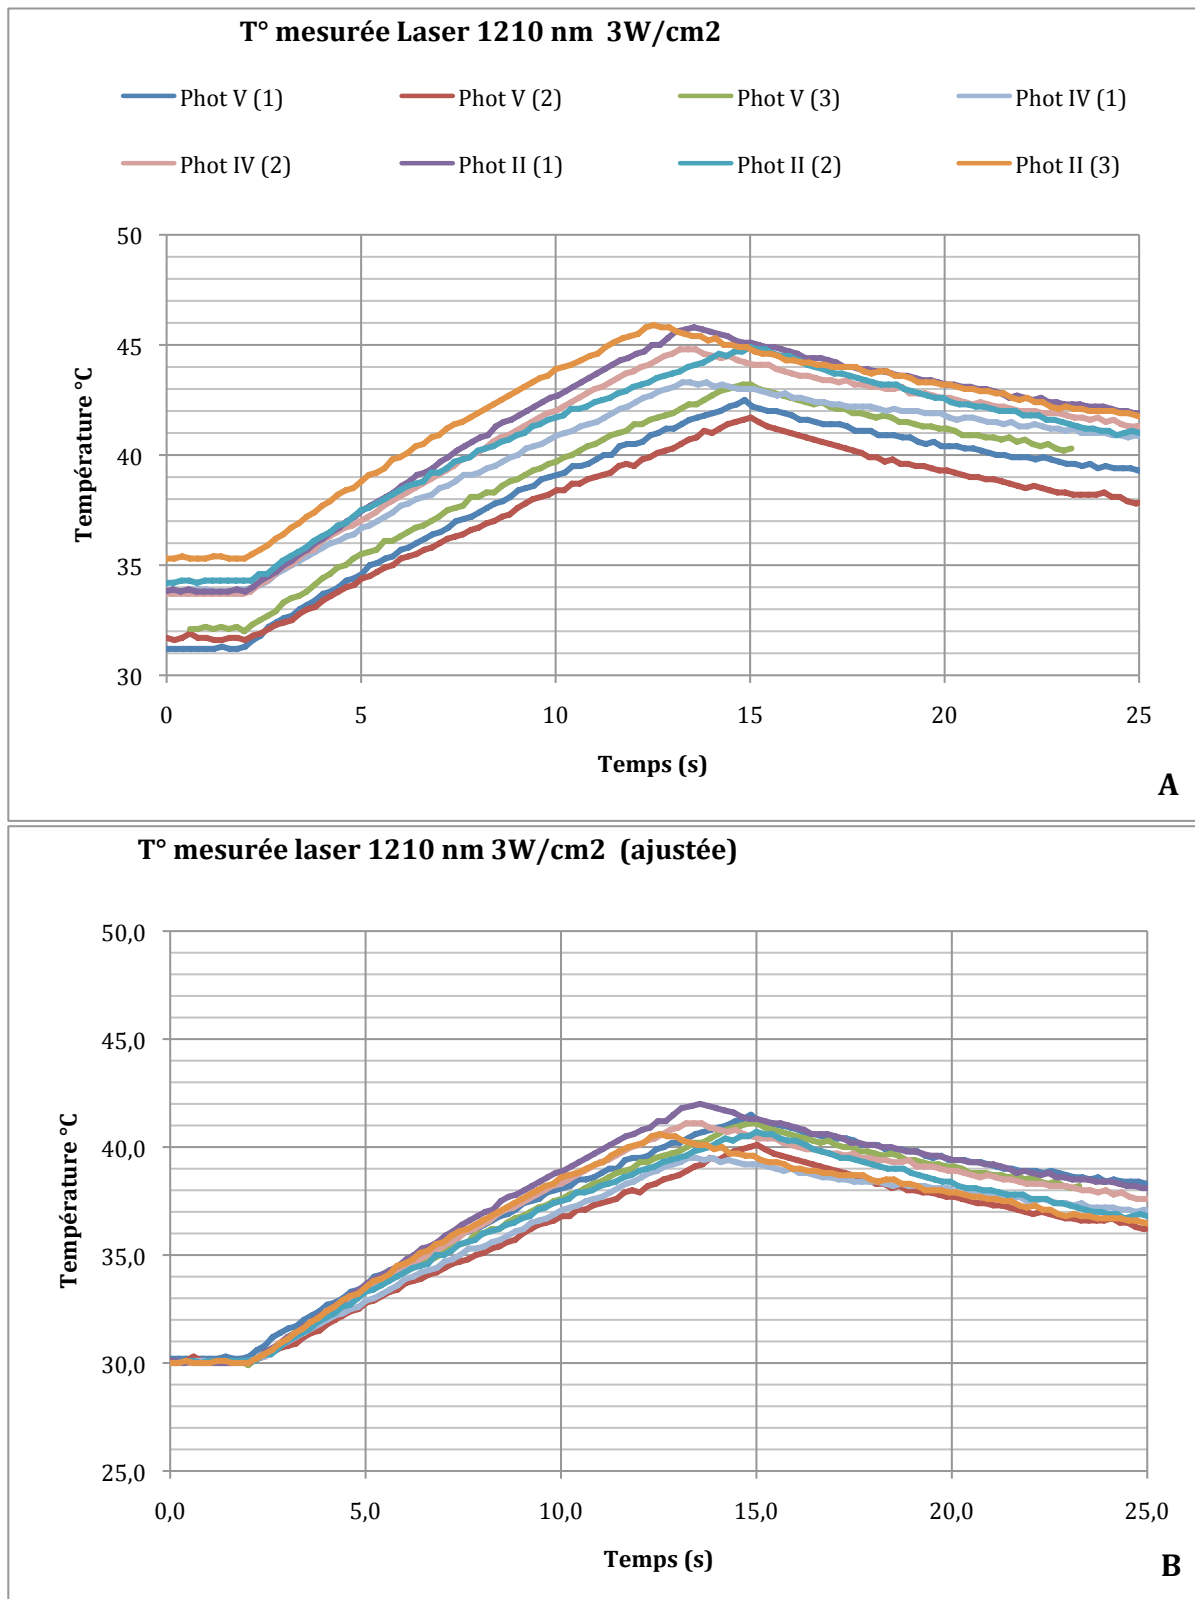 T° mesurée Laser 1210 nm 3W/cm2
Phot V (1) Phot V (2) Phot V (3) Phot IV (1)
Phot IV (2) Phot II (1) Phot II (2) Phot II (3)
50
45
40
35
30
Température °C
0 5 10 15 20 25
Temps (s)
A
T° mesurée laser 1210 nm 3W/cm2 (ajustée)
50,0
45,0
40,0
35,0
30,0
25,0
Température °C
0,0 5,0 10,0 15,0 20,0 25,0
Temps (s)
B